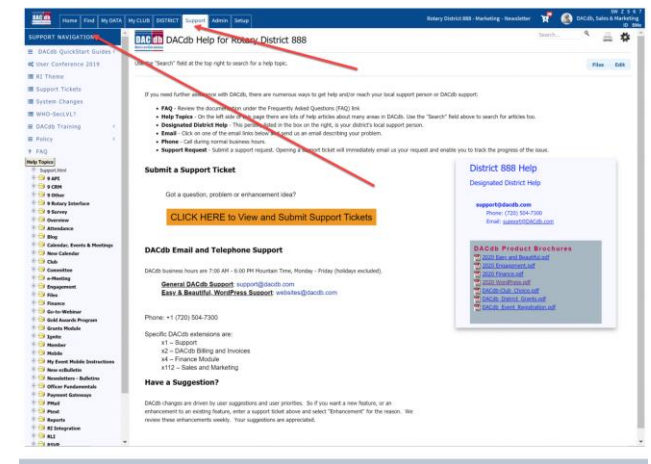 DACdb
Home Find My DATA My CLUB DISTRICT Support Admin Setup
Rotary District 888 - Marketing - Newsletter
DACdb, Sales & Marketing
SUPPORT NAVIGATION
DACdb QuickStart Guides
User Conference 2019
RI Theme
Support Tickets
System Changes
WHO-SecLVL?
DACdb Training
Policy
FAQ
Help Topics
Support.html
9 API
9 CRM
9 Other
9 Rotary Interface
9 Survey
Overview
Attendance
Blog
Calendar, Events & Meetings
New Calendar
Club
Committee
e-Meeting
Engagement
Files
Finance
Go-to-Webinar
Gold Awards Program
Grants Module
Ignite
Member
Mobile
My Event Mobile Instructions
New ezBulletin
Newsletters - Bulletins
Officer Fundamentals
Payment Gateways
PMail
Ptext
Reports
RI Integration
RLI
RSVP
DACdb Help for Rotary District 888
Search...
Use the "Search" field at the top right to search for a help topic.
Files Edit
If you need further assistance with DACdb, there are numerous ways to get help and/or reach your local support person or DACdb support:
FAQ - Review the documentation under the Frequently Asked Questions (FAQ) link
Help Topics - On the left side of the page there are lots of help articles about many areas in DACdb. Use the "Search" field above to search for articles too.
Designated District Help - This person, listed in the box on the right, is your district's local support person.
Email - Click on one of the email links below and send us an email describing your problem.
Phone - Call during normal business hours.
Support Request - Submit a support request. Opening a support ticket will immediately email us your request and enable you to track the progress of the issue.
Submit a Support Ticket
Got a question, problem or enhancement idea?
CLICK HERE to View and Submit Support Tickets
District 888 Help
Designated District Help
support@dacdb.com
Phone: (720) 504-7300
Email: support@DACdb.com
DACdb Product Brochures
2020 Easy and Beautiful.pdf
2020 Engagement.pdf
2020 Finance.pdf
2020 WordPress.pdf
DACdb-Club_Choice.pdf
DACdb_District_Grants.pdf
DACdb_Event_Registration.pdf
DACdb Email and Telephone Support
DACdb business hours are 7:00 AM - 6:00 PM Mountain Time, Monday - Friday (holidays excluded).
General DACdb Support: support@dacdb.com
Easy & Beautiful, WordPress Support: websites@dacdb.com
Phone: +1 (720) 504-7300
Specific DACdb extensions are:
x1 – Support
x2 – DACdb Billing and Invoices
x4 – Finance Module
x112 – Sales and Marketing
Have a Suggestion?
DACdb changes are driven by user suggestions and user priorities. So if you want a new feature, or an
enhancement to an existing feature, enter a support ticket above and select "Enhancement" for the reason. We
review these enhancements weekly. Your suggestions are appreciated.